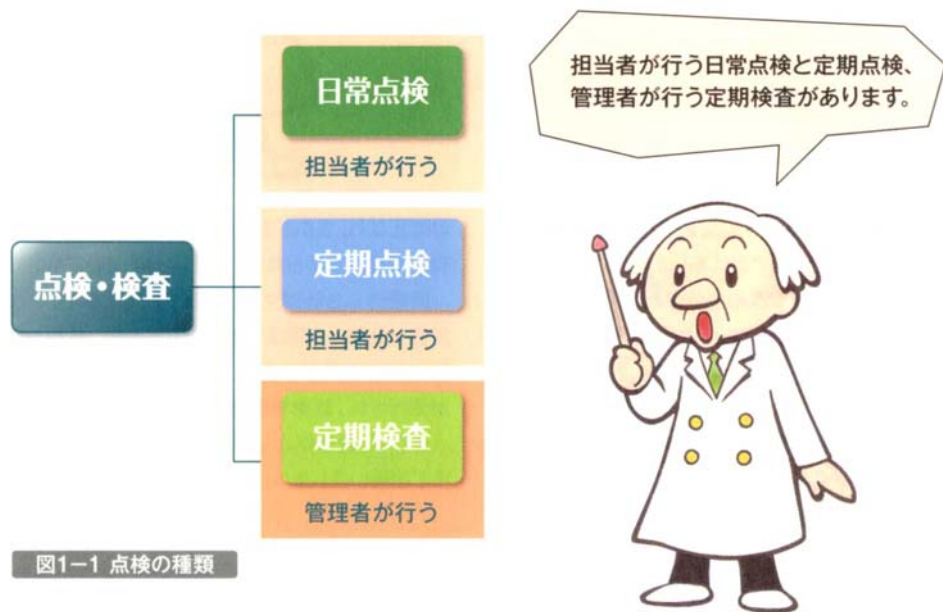 点検・検査
日常点検
担当者が行う
定期点検
担当者が行う
定期検査
管理者が行う
図1−1 点検の種類
担当者が行う日常点検と定期点検、
管理者が行う定期検査があります。